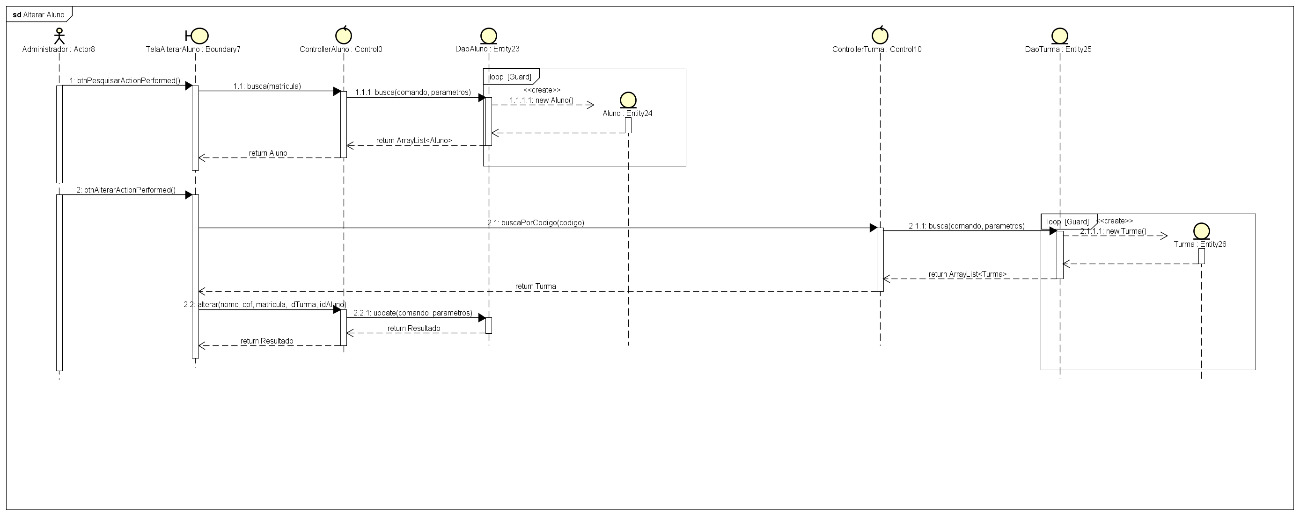 sd Alterar Aluno
Administrador : Actor8
TelaAlterarAluno : Boundary7
ControllerAluno : Control9
DaoAluno : Entity23
ControllerTurma : Control10
DaoTurma : Entity25
loop [Guard]
1: bthPesquisarActionPerformed()
1.1: busca(matricula)
1.1.1: busca(comando, parametros)
<<create>>
1.1.1.1: new Aluno()
Aluno : Entity24
return ArrayList<Aluno>
return Aluno
2: bthAlterarActionPerformed()
2.1: buscaPorCodigo(codigo)
2.1.1: busca(comando, parametros)
loop [Guard]
<<create>>
2.1.1.1: new Turma()
Turma : Entity26
return ArrayList<Turma>
return Turma
2.2: alterar(nome, cpf, matricula, idTurma, idAluno)
2.2.1: update(comando, parametros)
return Resultado
return Resultado